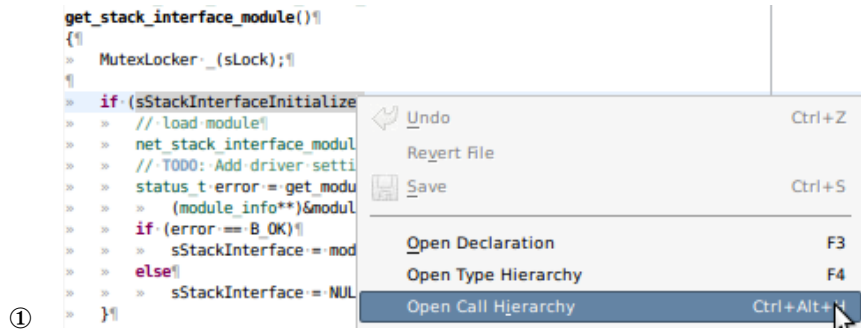 get_stack_interface_module()¶
{¶
» MutexLocker·_(sLock);¶
¶
» if·(sStackInterfaceInitialize
» » //·load·module¶
» » net_stack_interface_modul
» » //·TODO:·Add·driver·setti
» » status_t·error·=·get_modu
» » » (module_info**)&modul
» » if·(error·==·B_OK)¶
» » » sStackInterface·=·mod
» » else¶
» » » sStackInterface·=·NUL
» }¶
Undo Ctrl+Z
Revert File
Save Ctrl+S
Open Declaration F3
Open Type Hierarchy F4
Open Call Hierarchy Ctrl+Alt+H
①